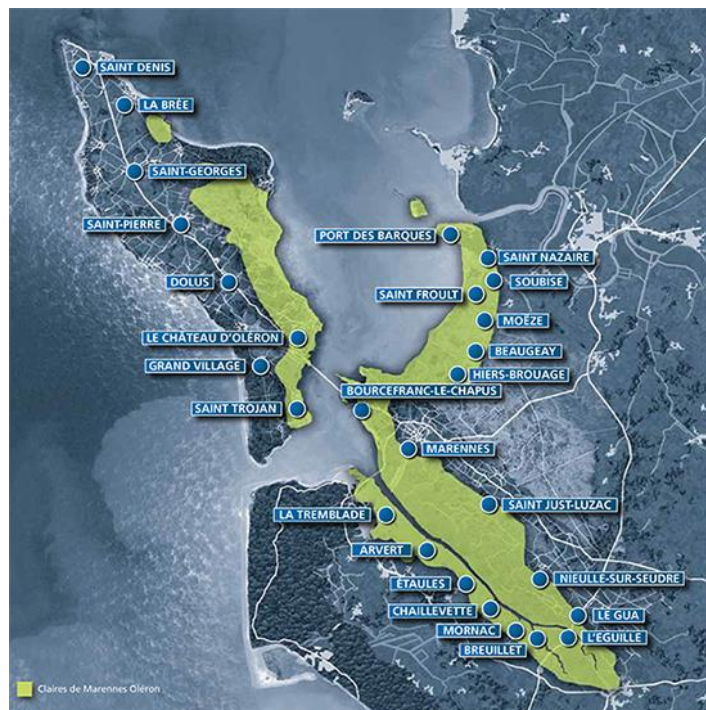 SAINT DENIS
LA BRÊE
SAINT-GEORGES
SAINT-PIERRE
PORT DES BARQUES
SAINT NAZAIRE
DOLUS
SOUBISE
SAINT FROULT
MOËZE
LE CHÂTEAU D'OLÉRON
BEAUGEAY
GRAND VILLAGE
HIERS-BROUAGE
BOURCEFRANC-LE-CHAPUS
SAINT TROJAN
MARENNES
SAINT JUST-LUZAC
LA TREMBLADE
ARVERT
NIEULLE-SUR-SEUDRE
ÉTAULES
CHAILLEVETTE
LE GUA
MORNAC
L'EGUILLE
BREUILLET
Claires de Marennes Oléron